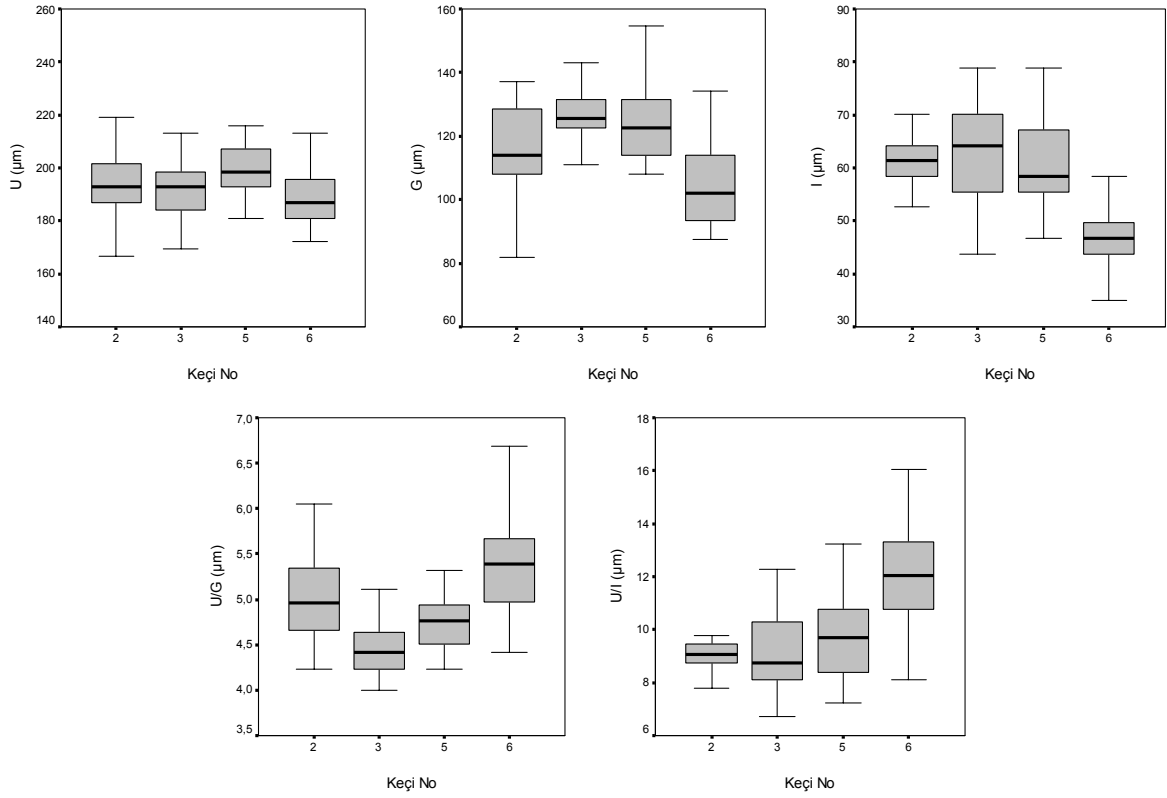 U (µm)
260
240
220
200
180
160
140
2 3 5 6
Keçi No
G (µm)
160
140
120
100
80
60
2 3 5 6
Keçi No
I (µm)
90
80
70
60
50
40
30
2 3 5 6
Keçi No
U/G (µm)
7,0
6,5
6,0
5,5
5,0
4,5
4,0
3,5
2 3 5 6
Keçi No
U/I (µm)
18
16
14
12
10
8
6
2 3 5 6
Keçi No